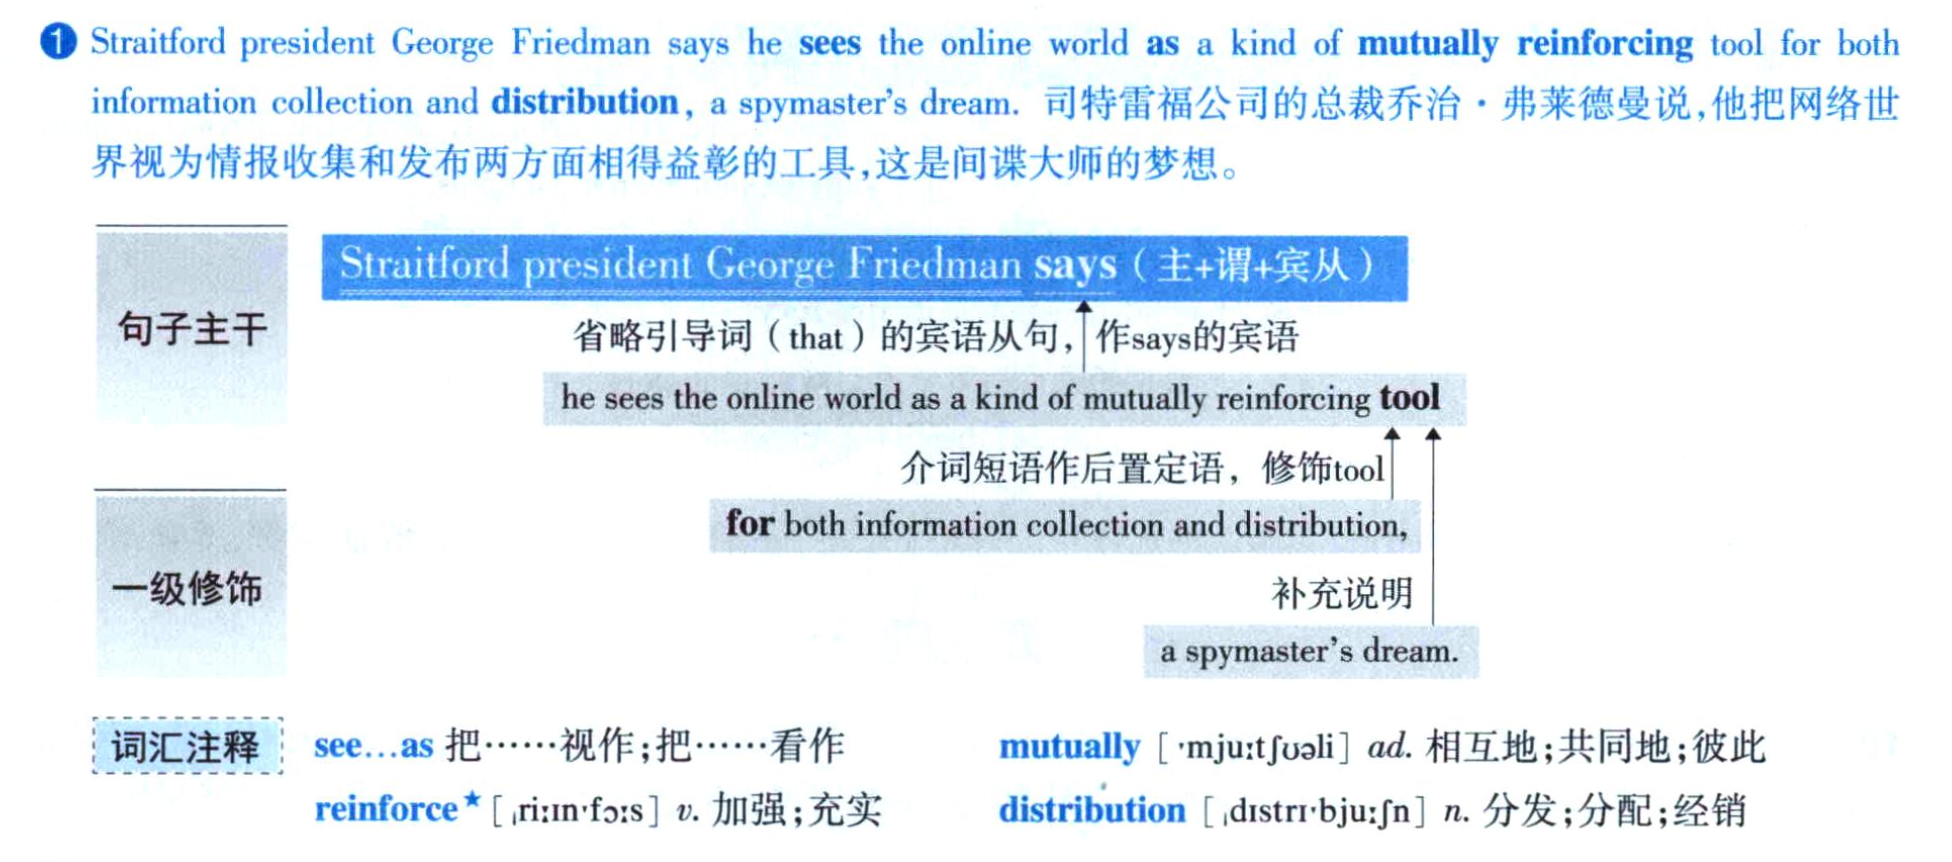 ❶ Straitford president George Friedman says he sees the online world as a kind of mutually reinforcing tool for both
information collection and distribution, a spymaster's dream. 司特雷福公司的总裁乔治·弗莱德曼说,他把网络世
界视为情报收集和发布两方面相得益彰的工具,这是间谍大师的梦想。
句子主干
Straitford president George Friedman says（主+谓+宾从）
省略引导词（that）的宾语从句, 作says的宾语
he sees the online world as a kind of mutually reinforcing tool
介词短语作后置定语，修饰tool
for both information collection and distribution,
一级修饰
补充说明
a spymaster's dream.
词汇注释
see…as 把……视作;把……看作
mutually [ˈmjuːtʃʊəli] ad. 相互地;共同地;彼此
reinforce★ [ˌriːɪnˈfɔːs] v. 加强;充实
distribution [ˌdɪstrɪˈbjuːʃn] n. 分发;分配;经销